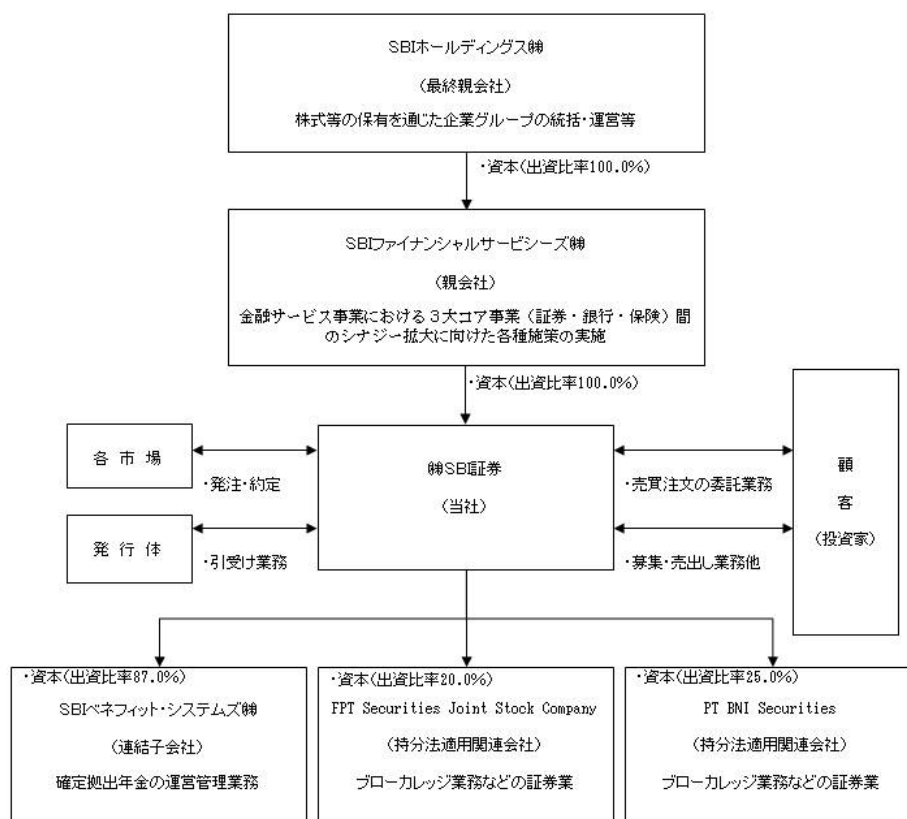 SBIホールディングス㈱
（最終親会社）
株式等の保有を通じた企業グループの統括・運営等
・資本(出資比率100.0%)
SBIファイナンシャルサービシーズ㈱
（親会社）
金融サービス事業における３大コア事業（証券・銀行・保険）間
のシナジー拡大に向けた各種施策の実施
・資本(出資比率100.0%)
各 市 場
・発注・約定
発 行 体
・引受け業務
㈱SBI証券
（当社）
・売買注文の委託業務
・募集・売出し業務他
顧
客
（投資家）
・資本(出資比率87.0%)
SBIベネフィット・システムズ㈱
（連結子会社）
確定拠出年金の運営管理業務
・資本(出資比率20.0%)
FPT Securities Joint Stock Company
（持分法適用関連会社）
ブローカレッジ業務などの証券業
・資本(出資比率25.0%)
PT BNI Securities
（持分法適用関連会社）
ブローカレッジ業務などの証券業